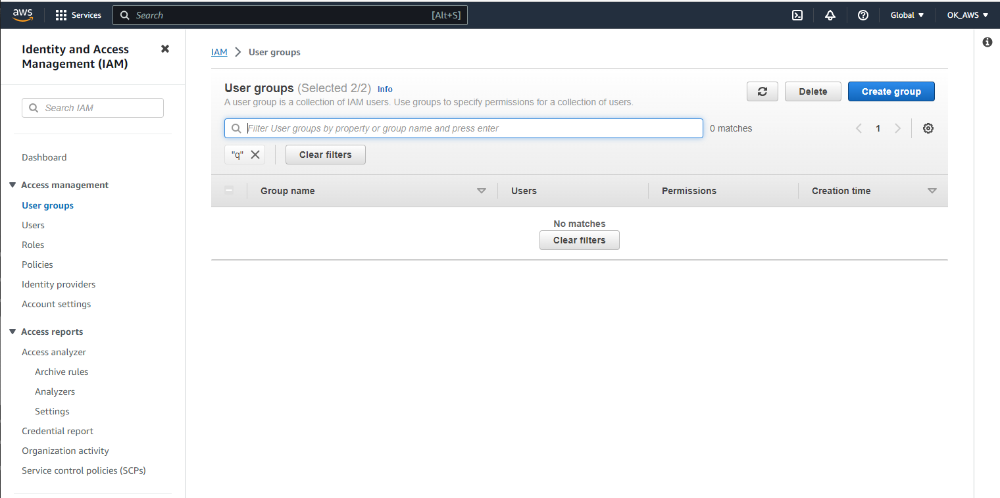 aws
Services
Search
[Alt+S]
Global
OK_AWS
Identity and Access
Management (IAM)
Search IAM
Dashboard
Access management
User groups
Users
Roles
Policies
Identity providers
Account settings
Access reports
Access analyzer
Archive rules
Analyzers
Settings
Credential report
Organization activity
Service control policies (SCPs)
IAM > User groups
User groups (Selected 2/2) Info
A user group is a collection of IAM users. Use groups to specify permissions for a collection of users.
Delete
Create group
Filter User groups by property or group name and press enter
0 matches
1
"q"
Clear filters
Group name
Users
Permissions
Creation time
No matches
Clear filters